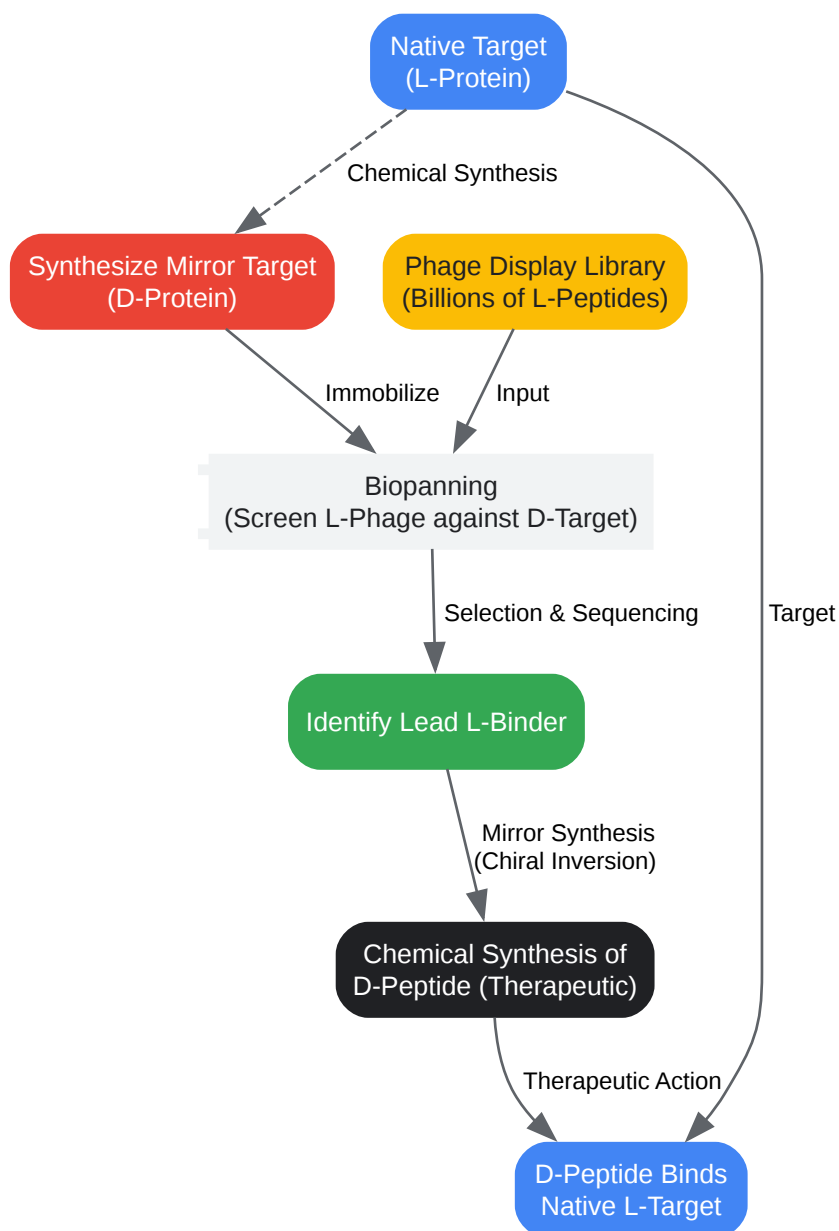 Native Target
(L-Protein)
Chemical Synthesis
Synthesize Mirror Target
(D-Protein)
Phage Display Library
(Billions of L-Peptides)
Immobilize
Input
Biopanning
(Screen L-Phage against D-Target)
Selection & Sequencing
Target
Identify Lead L-Binder
Mirror Synthesis
(Chiral Inversion)
Chemical Synthesis of
D-Peptide (Therapeutic)
Therapeutic Action
D-Peptide Binds
Native L-Target